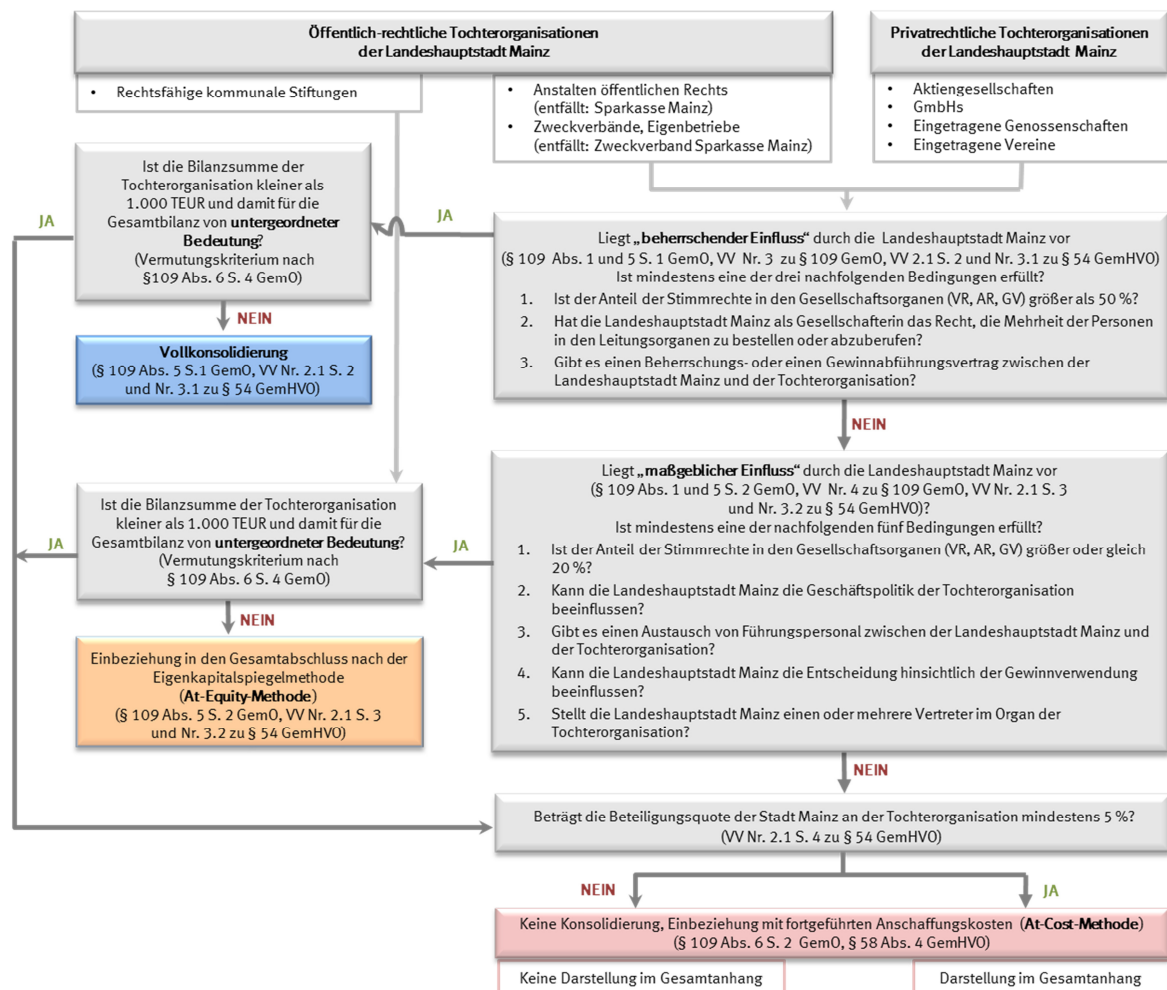 Öffentlich-rechtliche Tochterorganisationen
der Landeshauptstadt Mainz
Privatrechtliche Tochterorganisationen
der Landeshauptstadt Mainz
• Rechtsfähige kommunale Stiftungen
• Anstalten öffentlichen Rechts
(entfällt: Sparkasse Mainz)
• Zweckverbände, Eigenbetriebe
(entfällt: Zweckverband Sparkasse Mainz)
• Aktiengesellschaften
• GmbHs
• Eingetragene Genossenschaften
• Eingetragene Vereine
Ist die Bilanzsumme der
Tochterorganisation kleiner als
1.000 TEUR und damit für die
Gesamtbilanz von untergeordneter
Bedeutung?
(Vermutungskriterium nach
§109 Abs. 6 S. 4 GemO)
JA
JA
Liegt „beherrschender Einfluss" durch die Landeshauptstadt Mainz vor
(§ 109 Abs. 1 und 5 S. 1 GemO, VV Nr. 3 zu § 109 GemO, VV 2.1 S. 2 und Nr. 3.1 zu § 54 GemHVO)
Ist mindestens eine der drei nachfolgenden Bedingungen erfüllt?
1. Ist der Anteil der Stimmrechte in den Gesellschaftsorganen (VR, AR, GV) größer als 50 %?
2. Hat die Landeshauptstadt Mainz als Gesellschafterin das Recht, die Mehrheit der Personen
in den Leitungsorganen zu bestellen oder abzuberufen?
3. Gibt es einen Beherrschungs- oder einen Gewinnabführungsvertrag zwischen der
Landeshauptstadt Mainz und der Tochterorganisation?
NEIN
Vollkonsolidierung
(§ 109 Abs. 5 S.1 GemO, VV Nr. 2.1 S. 2
und Nr. 3.1 zu § 54 GemHVO)
NEIN
Liegt „maßgeblicher Einfluss" durch die Landeshauptstadt Mainz vor
(§ 109 Abs. 1 und 5 S. 2 GemO, VV Nr. 4 zu § 109 GemO, VV Nr. 2.1 S. 3
und Nr. 3.2 zu § 54 GemHVO)?
Ist mindestens eine der nachfolgenden fünf Bedingungen erfüllt?
1. Ist der Anteil der Stimmrechte in den Gesellschaftsorganen (VR, AR, GV) größer oder gleich
20 %?
2. Kann die Landeshauptstadt Mainz die Geschäftspolitik der Tochterorganisation
beeinflussen?
3. Gibt es einen Austausch von Führungspersonal zwischen der Landeshauptstadt Mainz und
der Tochterorganisation?
4. Kann die Landeshauptstadt Mainz die Entscheidung hinsichtlich der Gewinnverwendung
beeinflussen?
5. Stellt die Landeshauptstadt Mainz einen oder mehrere Vertreter im Organ der
Tochterorganisation?
JA
JA
Ist die Bilanzsumme der Tochterorganisation
kleiner als 1.000 TEUR und damit für die
Gesamtbilanz von untergeordneter Bedeutung?
(Vermutungskriterium nach
§ 109 Abs. 6 S. 4 GemO)
NEIN
Einbeziehung in den Gesamtabschluss nach der
Eigenkapitalspiegelmethode
(At-Equity-Methode)
(§ 109 Abs. 5 S. 2 GemO, VV Nr. 2.1 S. 3
und Nr. 3.2 zu § 54 GemHVO)
NEIN
Beträgt die Beteiligungsquote der Stadt Mainz an der Tochterorganisation mindestens 5 %?
(VV Nr. 2.1 S. 4 zu § 54 GemHVO)
NEIN
JA
Keine Konsolidierung, Einbeziehung mit fortgeführten Anschaffungskosten (At-Cost-Methode)
(§ 109 Abs. 6 S. 2 GemO, § 58 Abs. 4 GemHVO)
Keine Darstellung im Gesamtanhang
Darstellung im Gesamtanhang